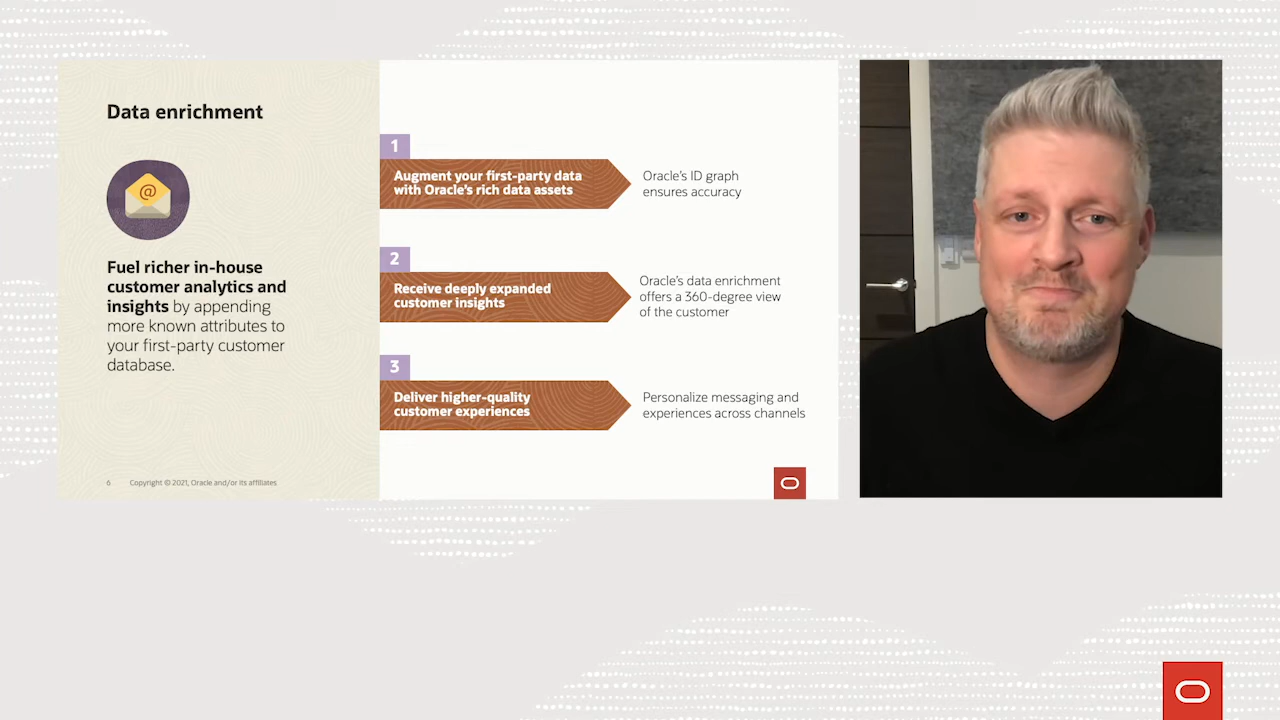 Data enrichment
@
Fuel richer in-house
customer analytics and
insights by appending
more known attributes to
your first-party customer
database.
6 Copyright © 2021, Oracle and/or its affiliates
1
Augment your first-party data
with Oracle's rich data assets
Oracle's ID graph
ensures accuracy
2
Receive deeply expanded
customer insights
Oracle's data enrichment
offers a 360-degree view
of the customer
3
Deliver higher-quality
customer experiences
Personalize messaging and
experiences across channels